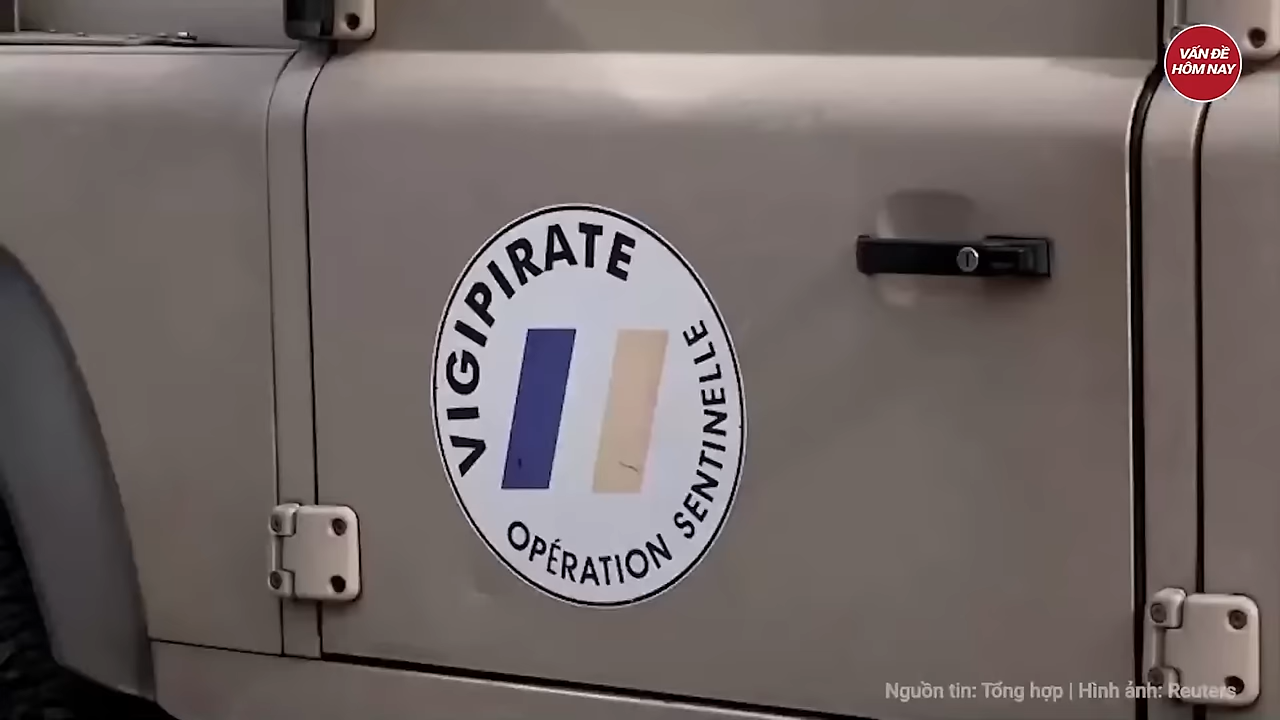 VẤN ĐỀ
HÔM NAY
VIGIPIRATE
OPÉRATION SENTINELLE
Nguồn tin: Tổng hợp | Hình ảnh: Reuters